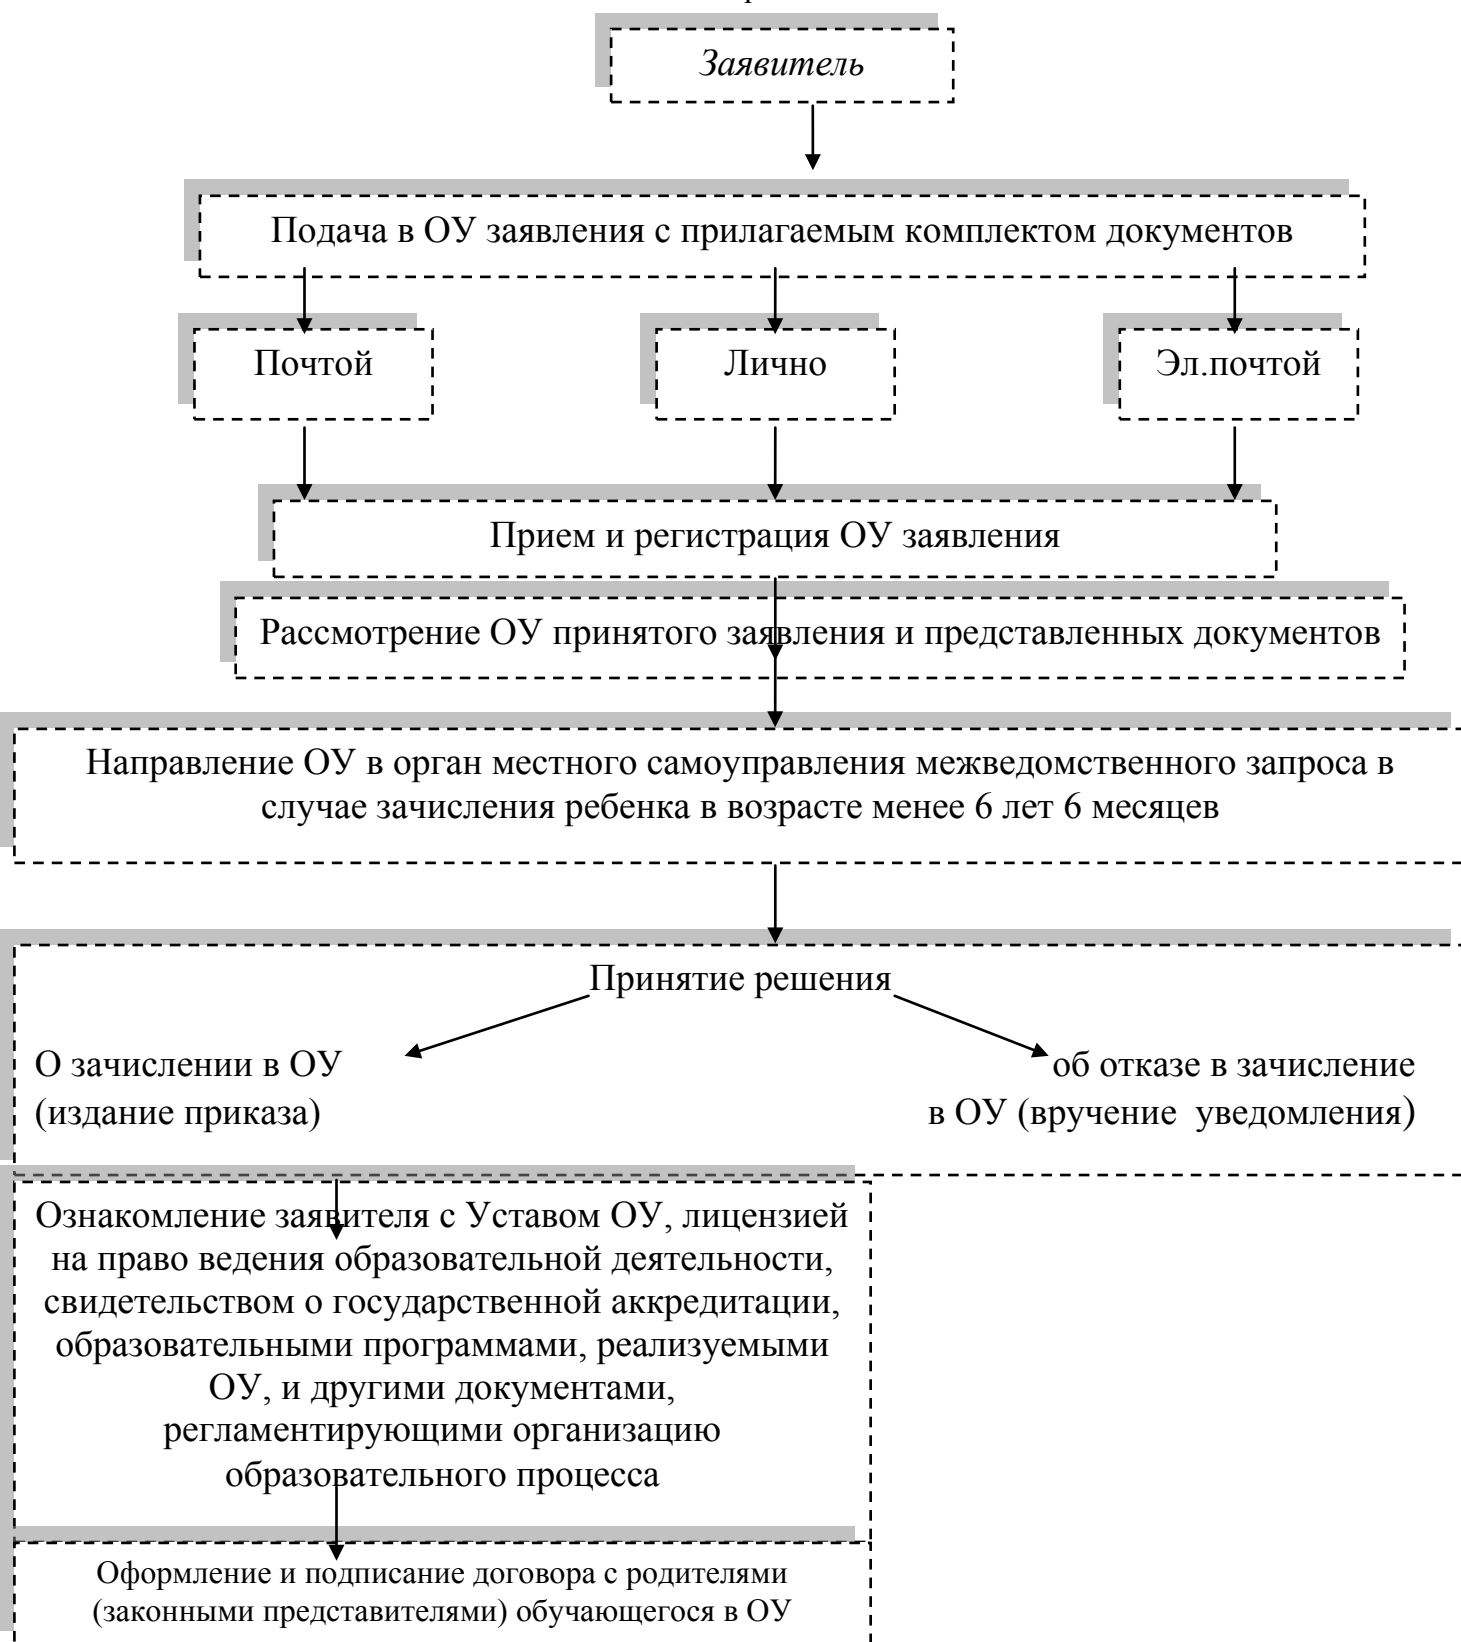 Заявитель
Подача в ОУ заявления с прилагаемым комплектом документов
Почтой
Лично
Эл.почтой
Прием и регистрация ОУ заявления
Рассмотрение ОУ принятого заявления и представленных документов
Направление ОУ в орган местного самоуправления межведомственного запроса в
случае зачисления ребенка в возрасте менее 6 лет 6 месяцев
Принятие решения
О зачислении в ОУ
об отказе в зачисление
(издание приказа)
в ОУ (вручение уведомления)
Ознакомление заявителя с Уставом ОУ, лицензией
на право ведения образовательной деятельности,
свидетельством о государственной аккредитации,
образовательными программами, реализуемыми
ОУ, и другими документами,
регламентирующими организацию
образовательного процесса
Оформление и подписание договора с родителями
(законными представителями) обучающегося в ОУ